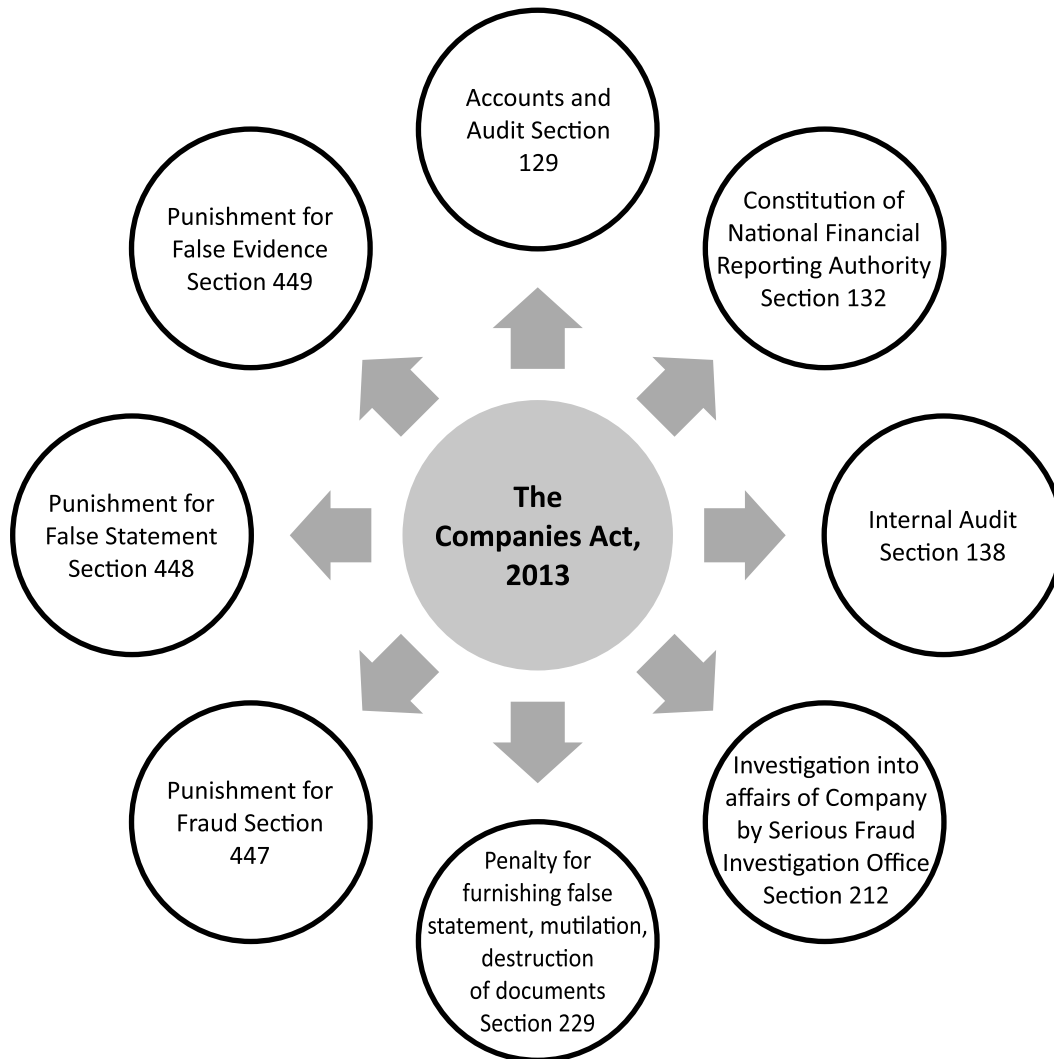 Accounts and
Audit Section
129
Constitution of
National Financial
Reporting Authority
Section 132
Internal Audit
Section 138
Investigation into
affairs of Company
by Serious Fraud
Investigation Office
Section 212
Penalty for
furnishing false
statement, mutilation,
destruction
of documents
Section 229
Punishment for
Fraud Section
447
Punishment for
False Statement
Section 448
Punishment for
False Evidence
Section 449
The
Companies Act,
2013